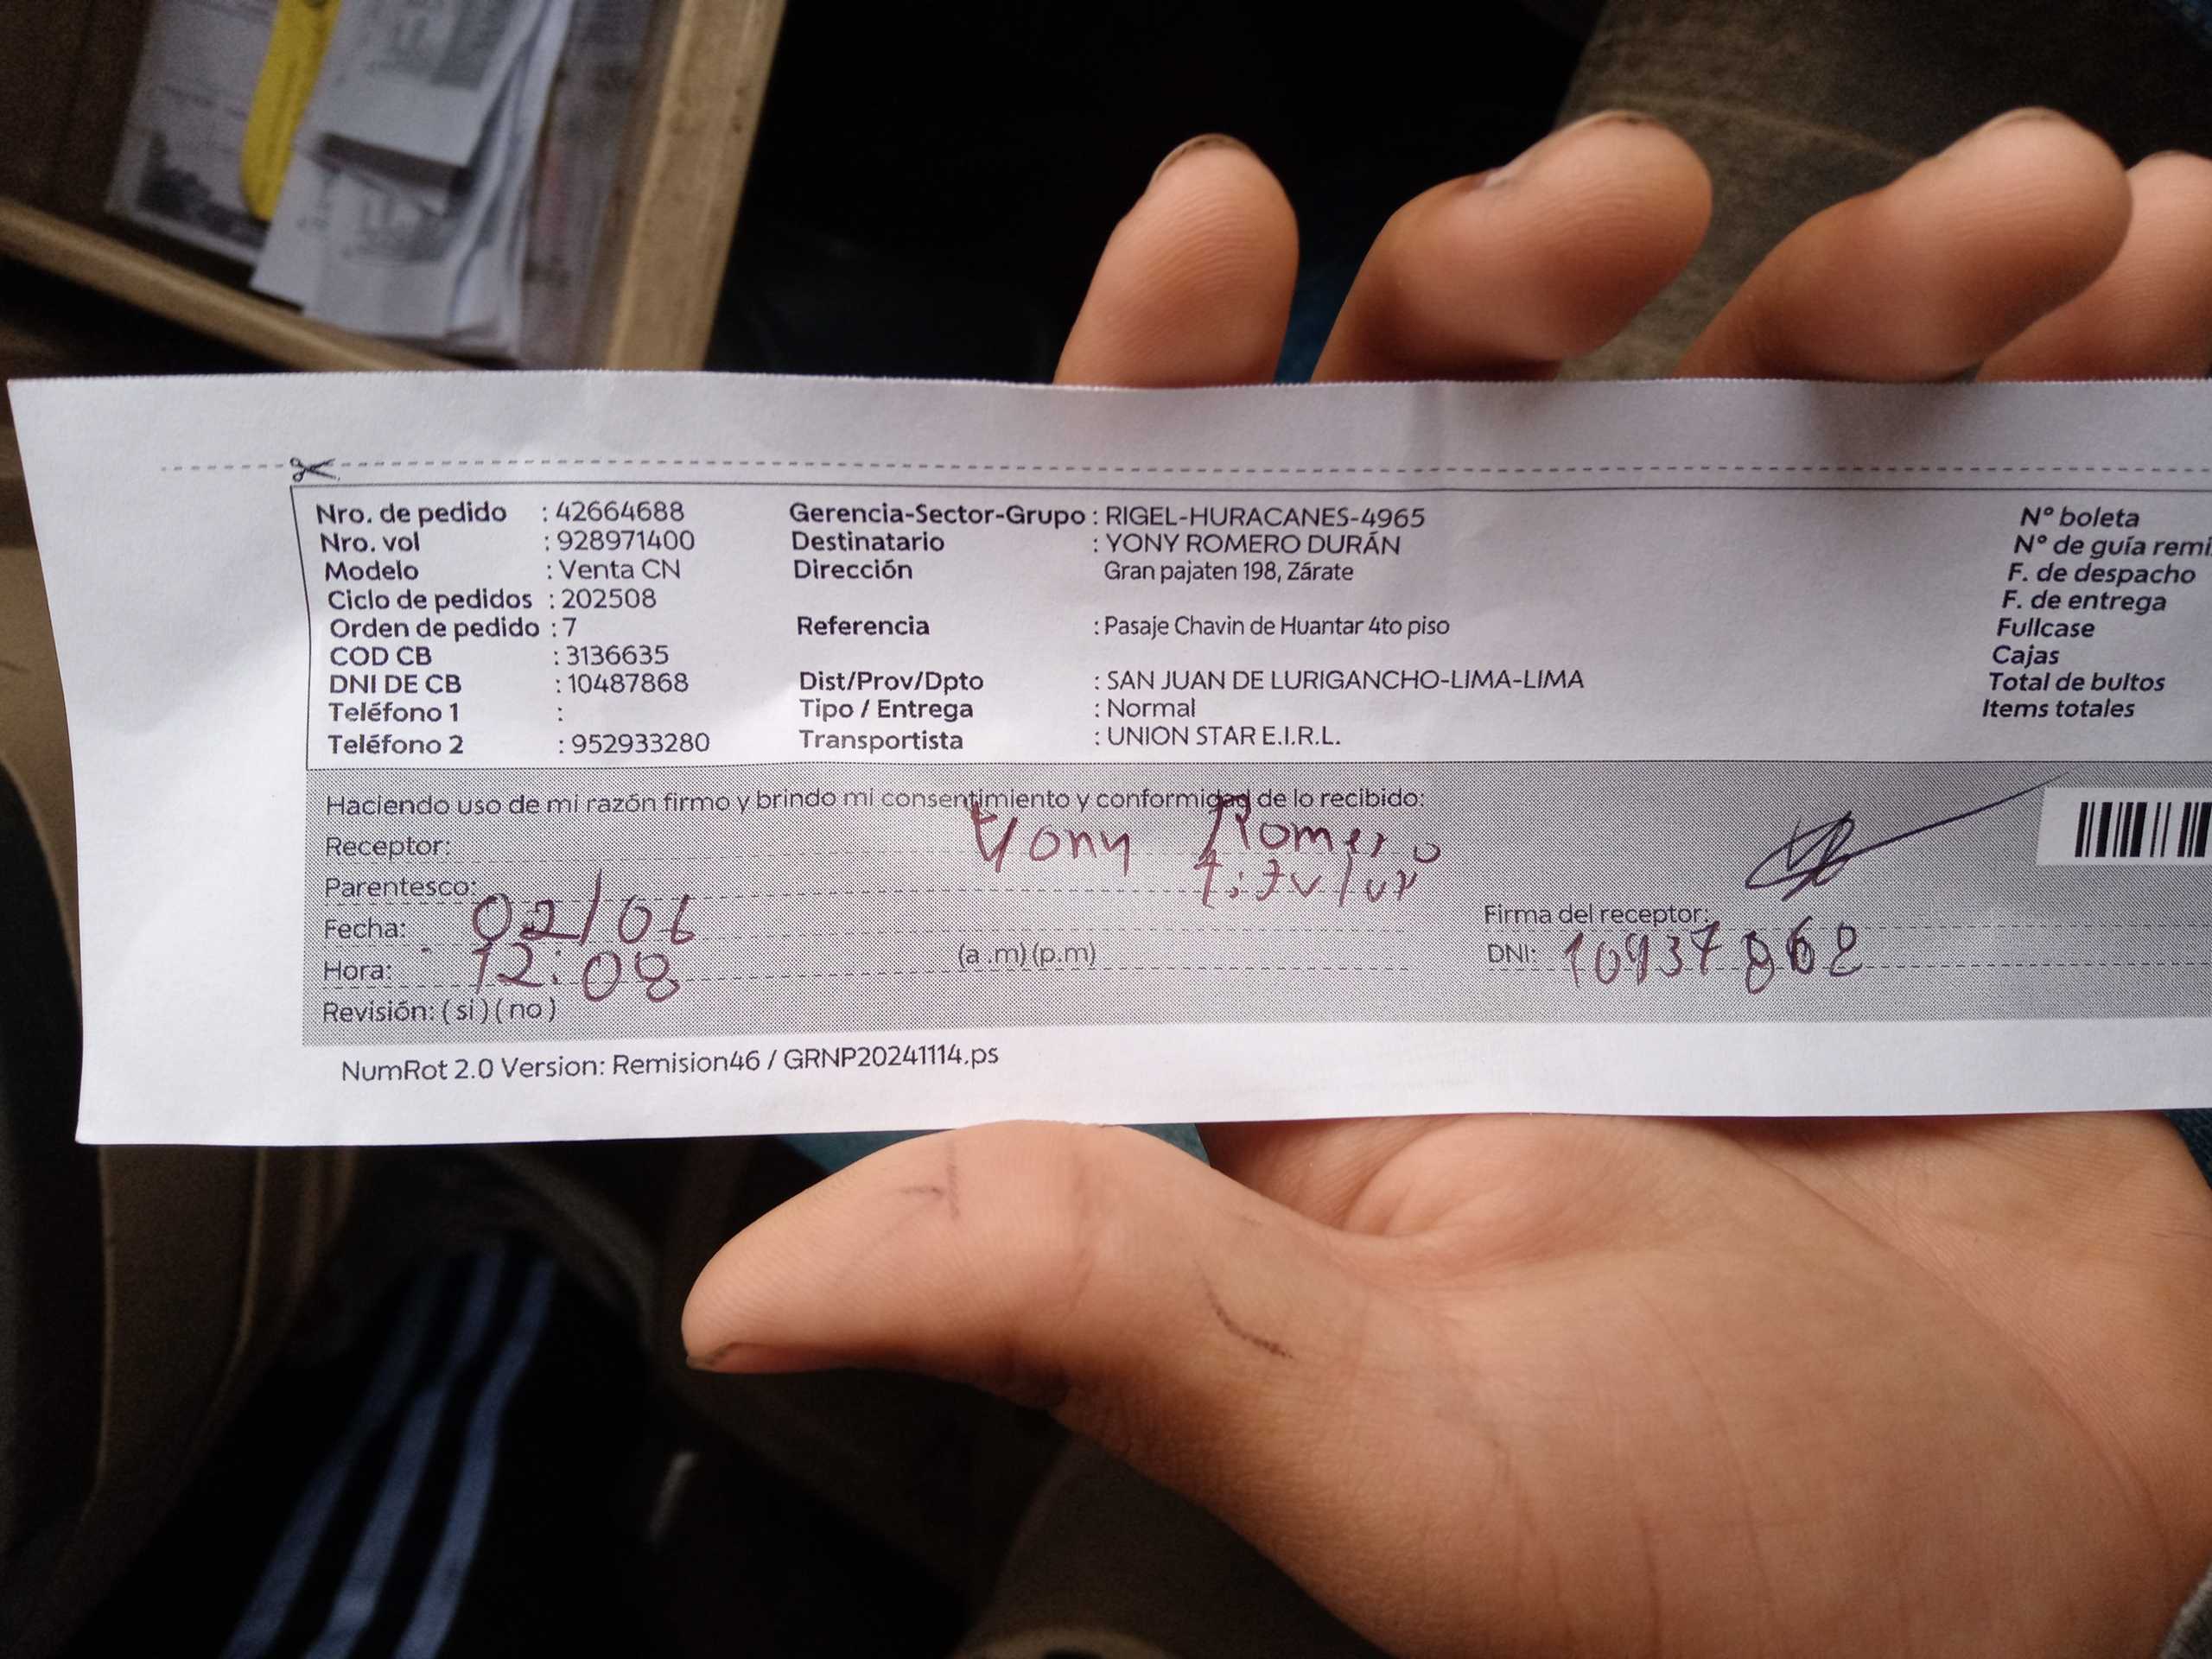 Nro. de pedido : 42664688 Gerencia-Sector-Grupo : RIGEL-HURACANES-4965 N° boleta
Nro. vol : 928971400 Destinatario : YONY ROMERO DURÁN N° de guía remi
Modelo : Venta CN Dirección Gran pajaten 198, Zárate F. de despacho
Ciclo de pedidos : 202508 F. de entrega
Orden de pedido : 7 Referencia : Pasaje Chavin de Huantar 4to piso Fullcase
COD CB : 3136635 Cajas
DNI DE CB : 10487868 Dist/Prov/Dpto : SAN JUAN DE LURIGANCHO-LIMA-LIMA Total de bultos
Teléfono 1 : Tipo / Entrega : Normal Items totales
Teléfono 2 : 952933280 Transportista : UNION STAR E.I.R.L.
Haciendo uso de mi razón firmo y brindo mi consentimiento y conformidad de lo recibido:
Receptor: Yony Romero
Parentesco: Titular
Fecha: 02/06 Firma del receptor:
Hora: 12:08 (a .m) (p.m) DNI:
Revisión: ( si ) ( no )
NumRot 2.0 Version: Remision46 / GRNP20241114.ps